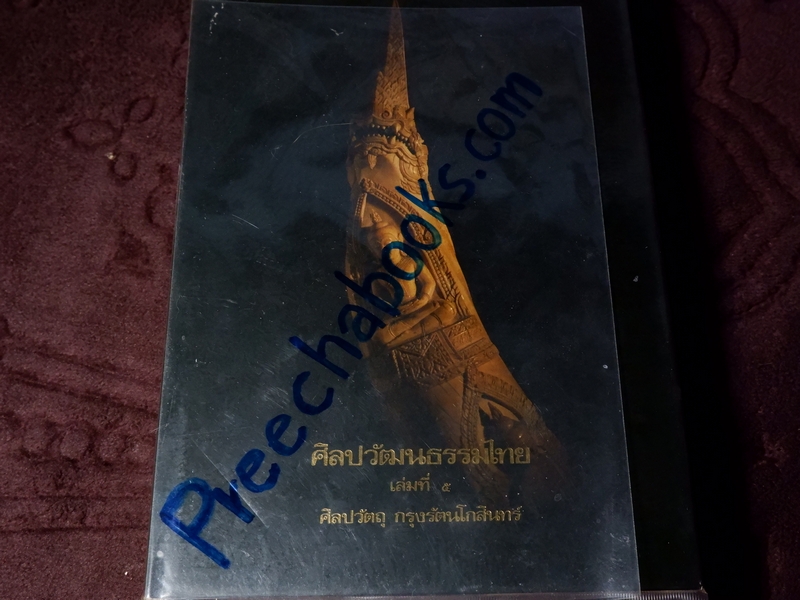 Preechabooks.com
ศิลปวัฒนธรรมไทย
เล่มที่ ๕
ศิลปวัตถุ กรุงรัตนโกสินทร์